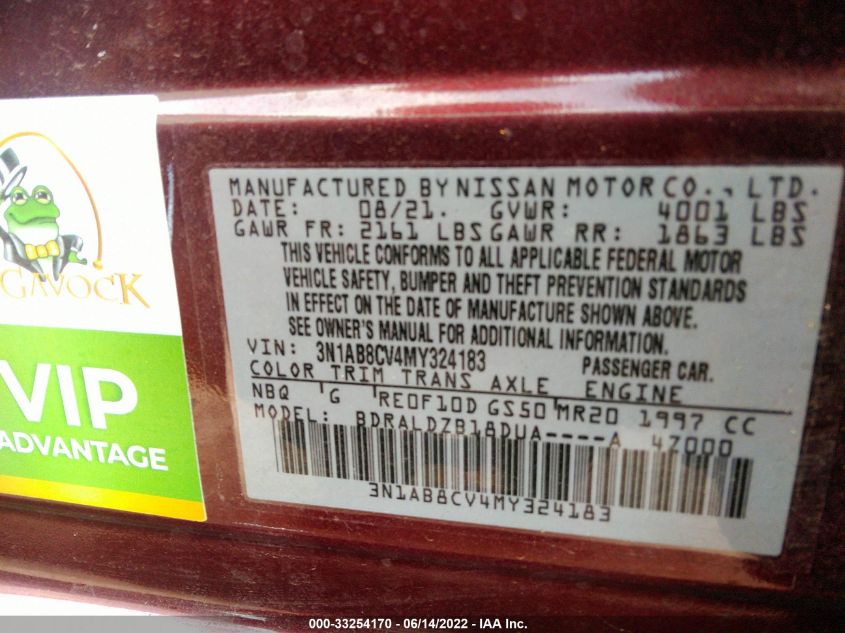 GAVOCK
VIP
ADVANTAGE
MANUFACTURED BY NISSAN MOTOR CO., LTD.
DATE: 08/21. GVWR: 4001 LBS
GAWR FR: 2161 LBS GAWR RR: 1863 LBS
THIS VEHICLE CONFORMS TO ALL APPLICABLE FEDERAL MOTOR
VEHICLE SAFETY, BUMPER AND THEFT PREVENTION STANDARDS
IN EFFECT ON THE DATE OF MANUFACTURE SHOWN ABOVE.
SEE OWNER'S MANUAL FOR ADDITIONAL INFORMATION.
VIN: 3N1AB8CV4MY324183 PASSENGER CAR.
COLOR TRIM TRANS AXLE ENGINE
NBQ G RE0F10D GS50 MR20 1997 CC
MODEL: BDRALDZB18DUA----A 4Z000
3N1AB8CV4MY324183
000-33254170 - 06/14/2022 - IAA Inc.